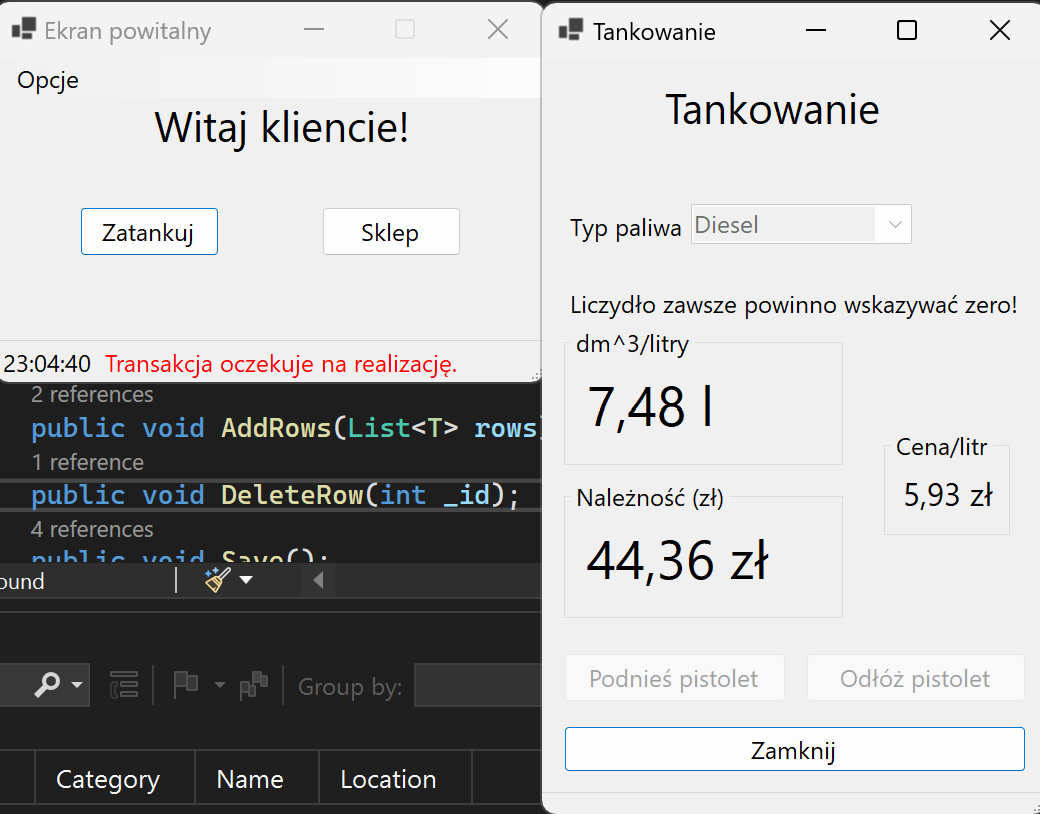 Ekran powitalny
Opcje
Witaj kliencie!
Zatankuj
Sklep
23:04:40 Transakcja oczekuje na realizację.
2 references
public void AddRows(List<T> rows)
1 reference
public void DeleteRow(int _id);
4 references
public void Save();
ound
Group by:
Category
Name
Location
Tankowanie
Tankowanie
Typ paliwa
Diesel
Liczydło zawsze powinno wskazywać zero!
dm^3/litry
7,48 l
Cena/litr
5,93 zł
Należność (zł)
44,36 zł
Podnieś pistolet
Odłóż pistolet
Zamknij